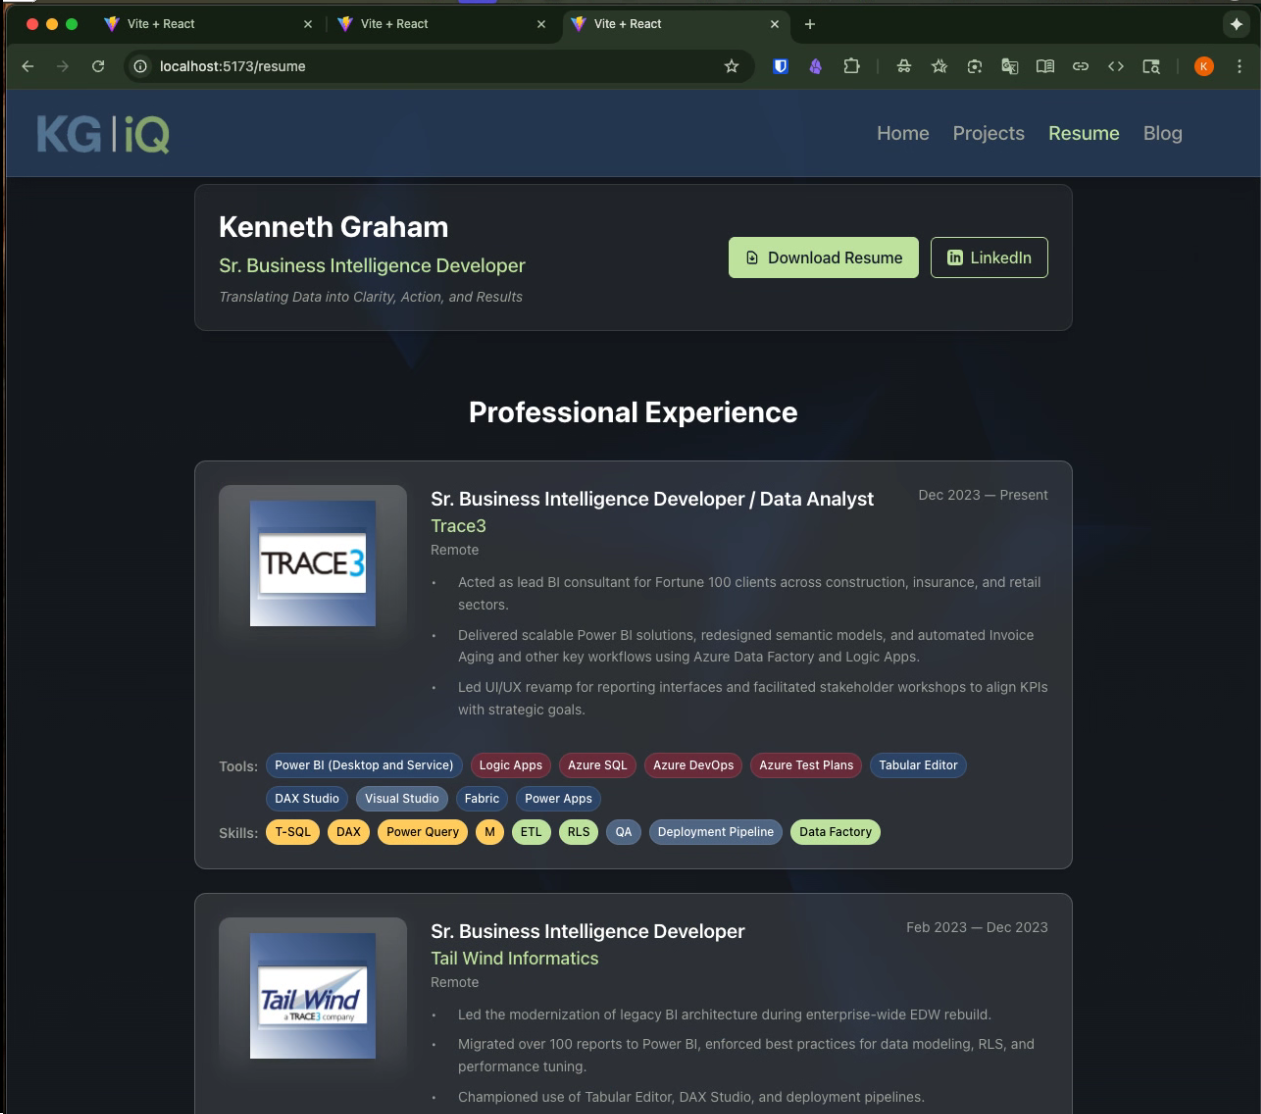 Vite + React
Vite + React
Vite + React
localhost:5173/resume
K
KG|iQ
Home Projects Resume Blog
Kenneth Graham
Sr. Business Intelligence Developer
Translating Data into Clarity, Action, and Results
Download Resume
in LinkedIn
Professional Experience
TRACE3
Sr. Business Intelligence Developer / Data Analyst
Dec 2023 — Present
Trace3
Remote
• Acted as lead BI consultant for Fortune 100 clients across construction, insurance, and retail
sectors.
• Delivered scalable Power BI solutions, redesigned semantic models, and automated Invoice
Aging and other key workflows using Azure Data Factory and Logic Apps.
• Led UI/UX revamp for reporting interfaces and facilitated stakeholder workshops to align KPIs
with strategic goals.
Tools: Power BI (Desktop and Service) Logic Apps Azure SQL Azure DevOps Azure Test Plans Tabular Editor
DAX Studio Visual Studio Fabric Power Apps
Skills: T-SQL DAX Power Query M ETL RLS QA Deployment Pipeline Data Factory
Tail Wind
a TRACE3 company
Sr. Business Intelligence Developer
Feb 2023 — Dec 2023
Tail Wind Informatics
Remote
• Led the modernization of legacy BI architecture during enterprise-wide EDW rebuild.
• Migrated over 100 reports to Power BI, enforced best practices for data modeling, RLS, and
performance tuning.
• Championed use of Tabular Editor, DAX Studio, and deployment pipelines.